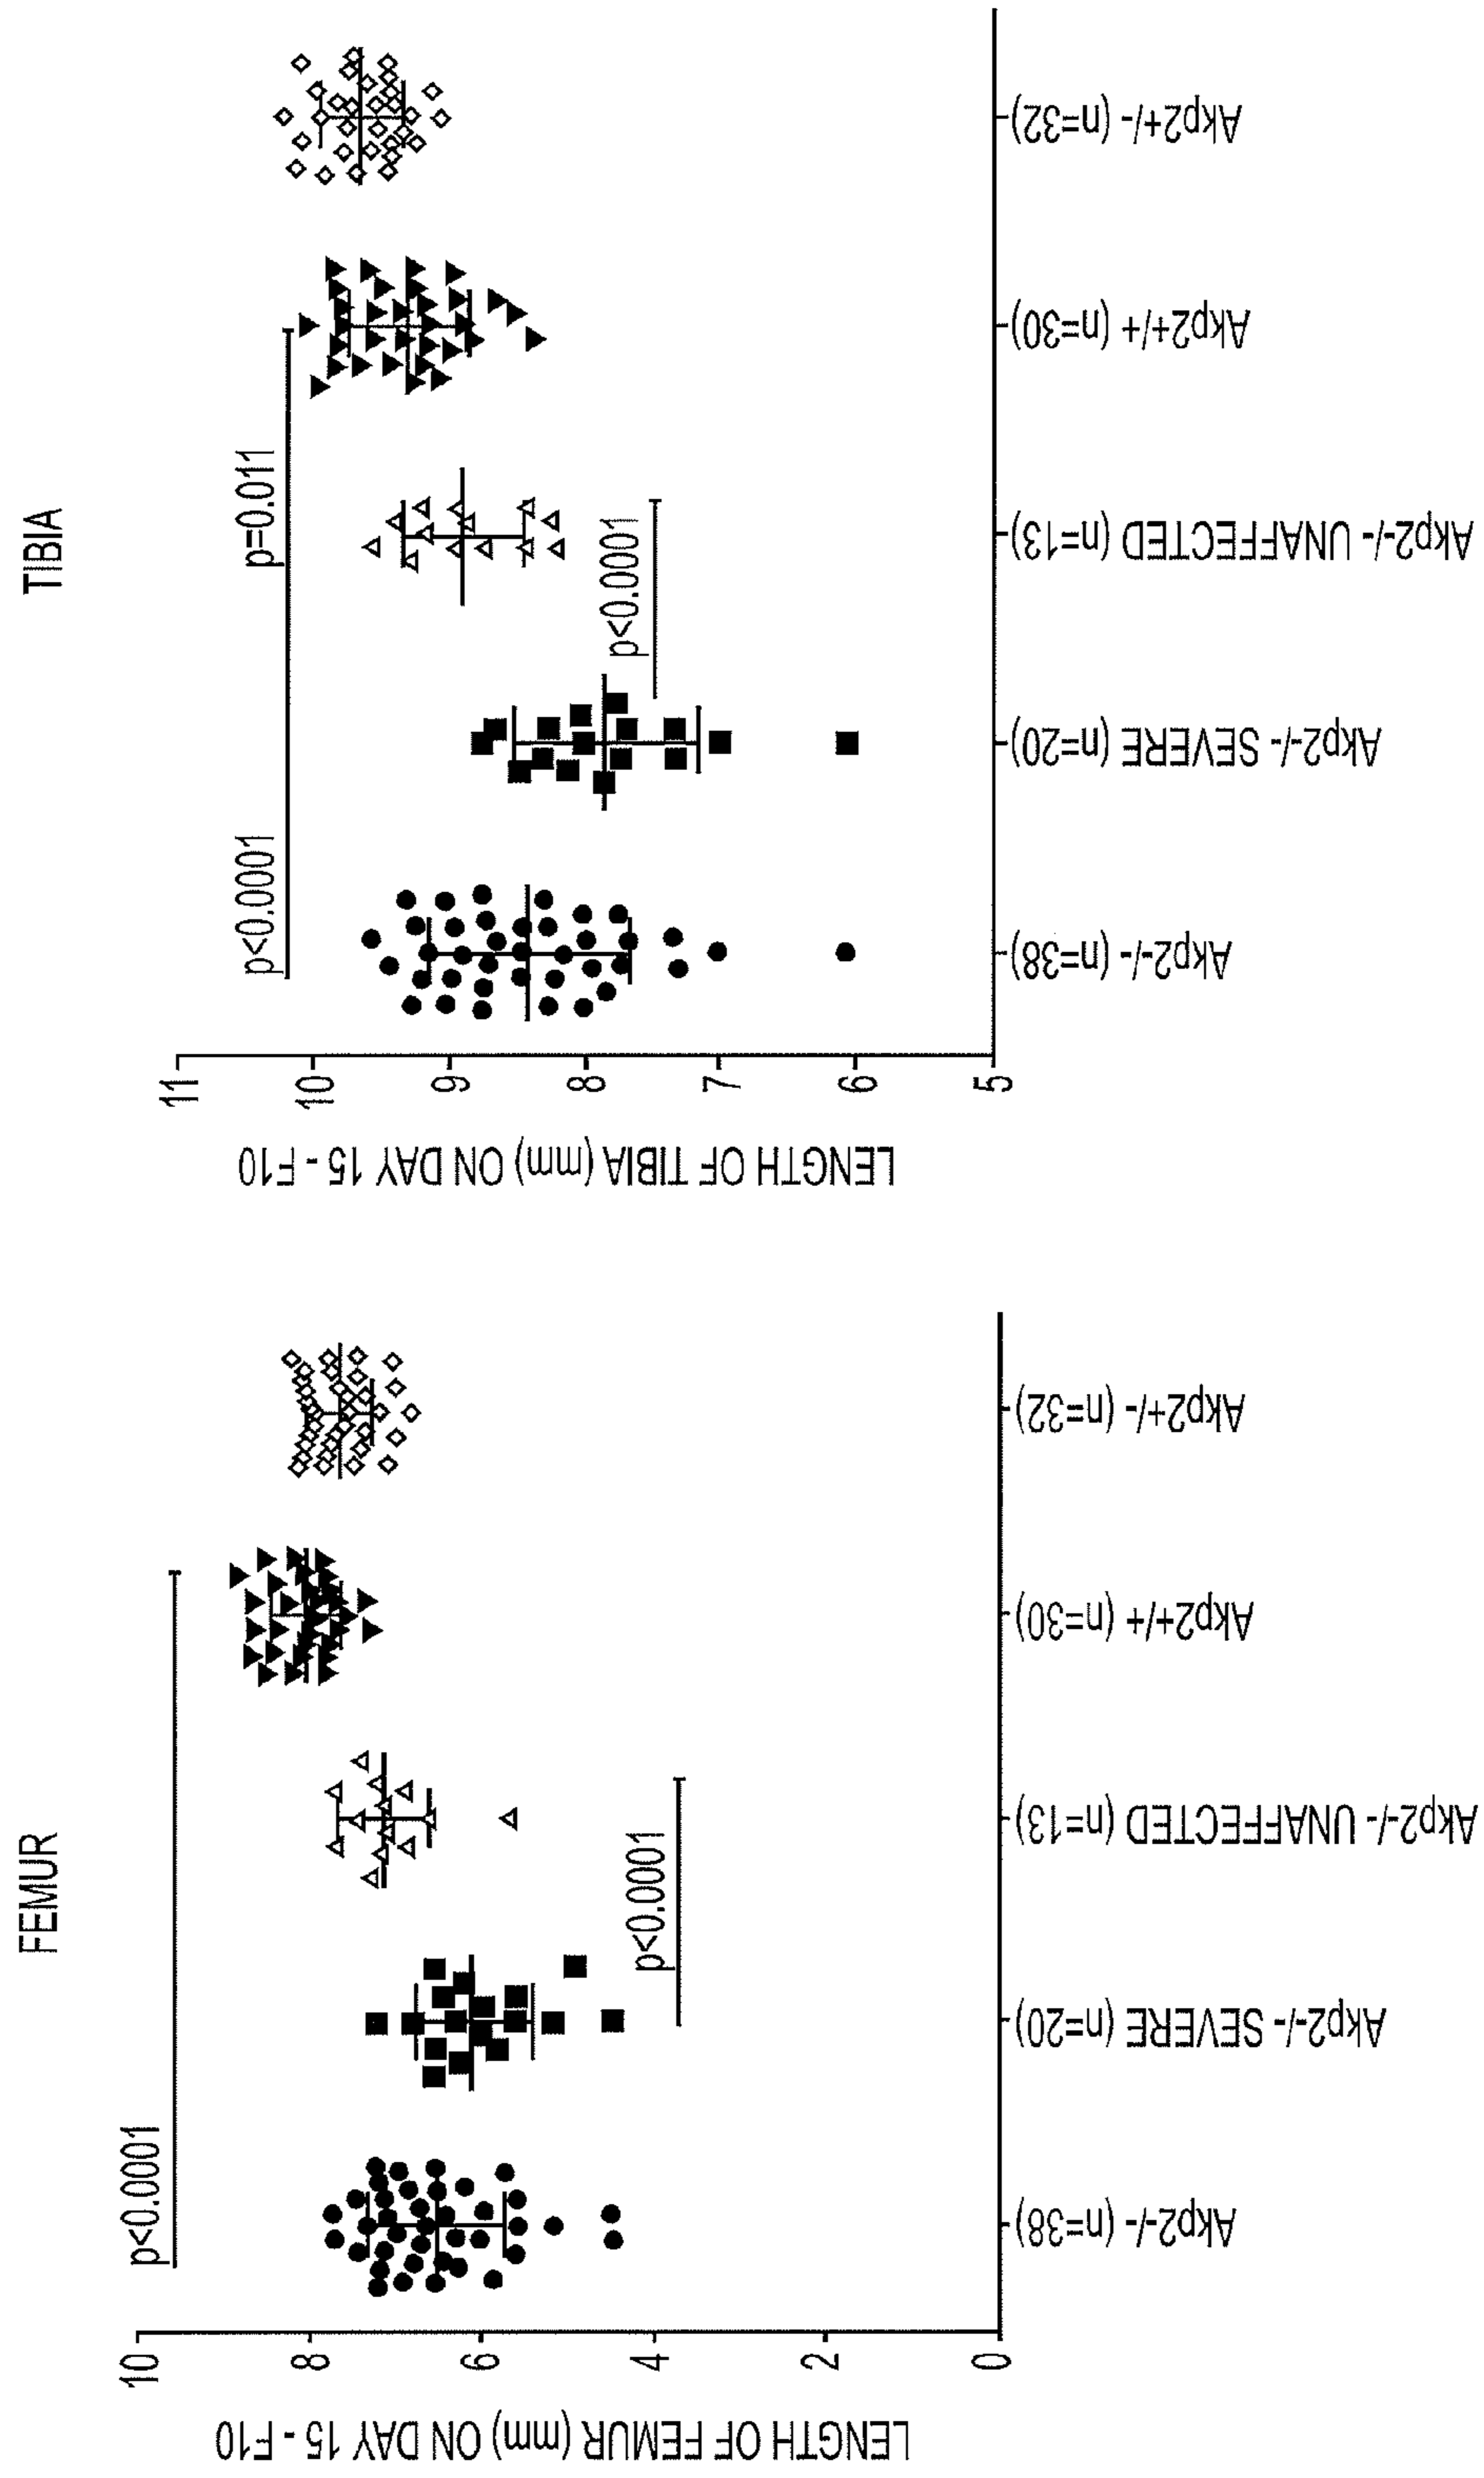 FEMUR
LENGTH OF FEMUR (mm) ON DAY 15 - F10
10
8
6
4
2
0
p<0.0001
p<0.0001
Akp2-/- (n=38)
Akp2-/- SEVERE (n=20)
Akp2-/- UNAFFECTED (n=13)
Akp2+/+ (n=30)
Akp2+/- (n=32)
TIBIA
LENGTH OF TIBIA (mm) ON DAY 15 - F10
11
10
9
8
7
6
5
p<0.0001
p=0.011
p<0.0001
Akp2-/- (n=38)
Akp2-/- SEVERE (n=20)
Akp2-/- UNAFFECTED (n=13)
Akp2+/+ (n=30)
Akp2+/- (n=32)